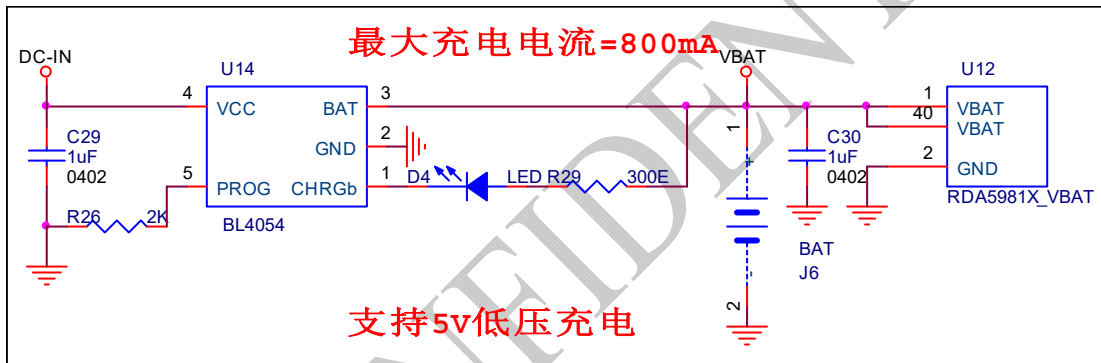 最大充电电流=800mA
DC-IN
VBAT
U14
U12
4
VCC
BAT
3
1
VBAT
40
VBAT
C29
1uF
0402
GND
2
1
C30
1uF
0402
2
GND
5
PROG
CHRGb
1
D4
LED
R29
300E
+
RDA5981X_VBAT
R26
2K
BL4054
BAT
J6
-
2
支持5V低压充电
CONFIDEN